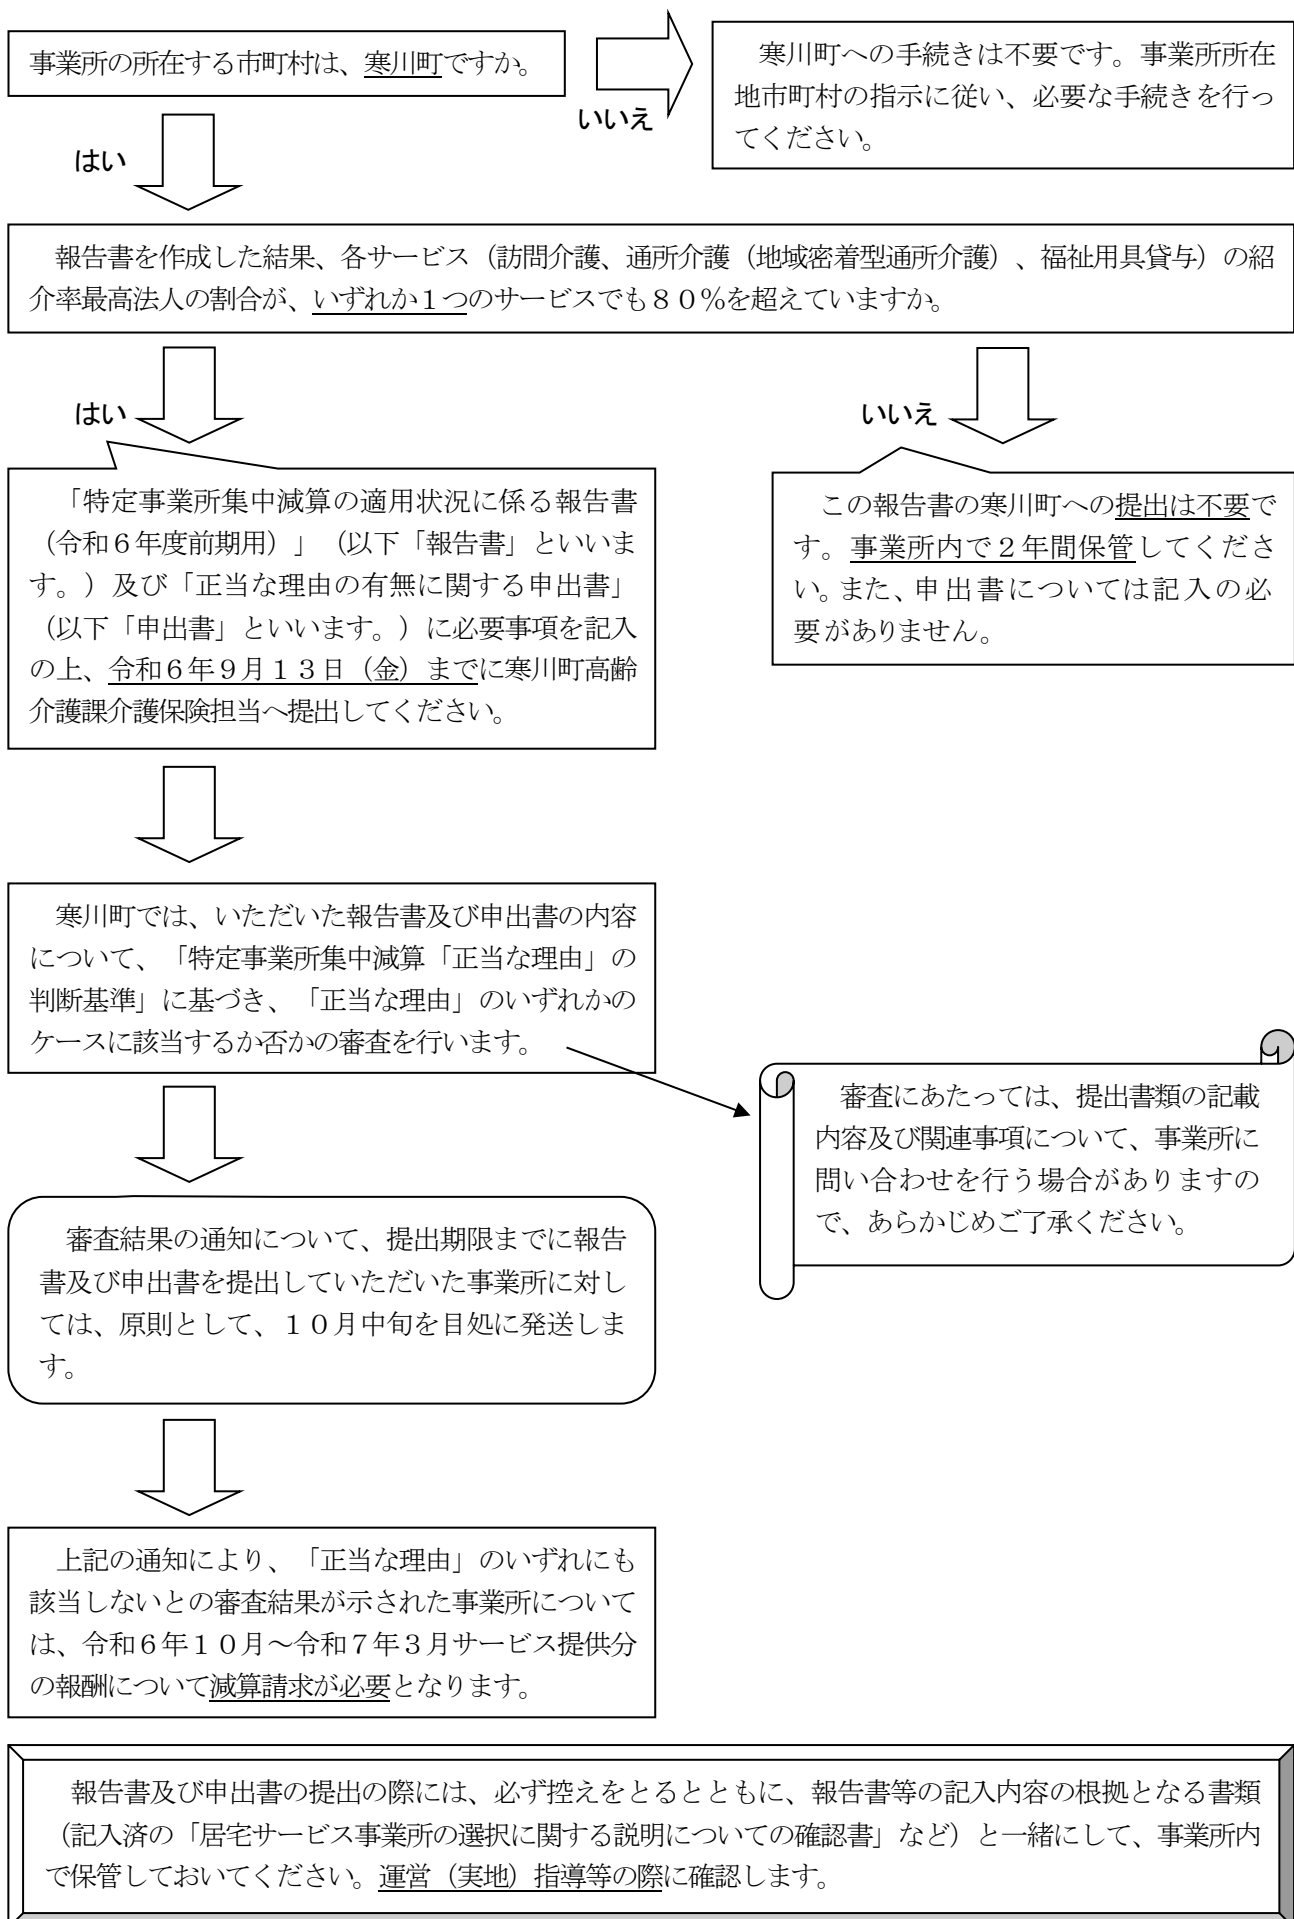 事業所の所在する市町村は、寒川町ですか。
いいえ
寒川町への手続きは不要です。事業所所在
地市町村の指示に従い、必要な手続きを行っ
てください。
はい
報告書を作成した結果、各サービス（訪問介護、通所介護（地域密着型通所介護）、福祉用具貸与）の紹
介率最高法人の割合が、いずれか１つのサービスでも８０％を超えていますか。
はい
いいえ
「特定事業所集中減算の適用状況に係る報告書
（令和６年度前期用）」（以下「報告書」といいま
す。）及び「正当な理由の有無に関する申出書」
（以下「申出書」といいます。）に必要事項を記入
の上、令和６年９月１３日（金）までに寒川町高齢
介護課介護保険担当へ提出してください。
この報告書の寒川町への提出は不要で
す。事業所内で２年間保管してくださ
い。また、申出書については記入の必
要がありません。
寒川町では、いただいた報告書及び申出書の内容
について、「特定事業所集中減算「正当な理由」の
判断基準」に基づき、「正当な理由」のいずれかの
ケースに該当するか否かの審査を行います。
審査にあたっては、提出書類の記載
内容及び関連事項について、事業所に
問い合わせを行う場合がありますの
で、あらかじめご了承ください。
審査結果の通知について、提出期限までに報告
書及び申出書を提出していただいた事業所に対し
ては、原則として、１０月中旬を目処に発送しま
す。
上記の通知により、「正当な理由」のいずれにも
該当しないとの審査結果が示された事業所について
は、令和６年１０月～令和７年３月サービス提供分
の報酬について減算請求が必要となります。
報告書及び申出書の提出の際には、必ず控えをとるとともに、報告書等の記入内容の根拠となる書類
（記入済の「居宅サービス事業所の選択に関する説明についての確認書」など）と一緒にして、事業所内
で保管しておいてください。運営（実地）指導等の際に確認します。